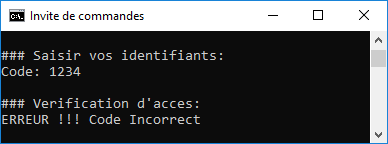 Invite de commandes
### Saisir vos identifiants:
Code: 1234
### Verification d'acces:
ERREUR !!! Code Incorrect